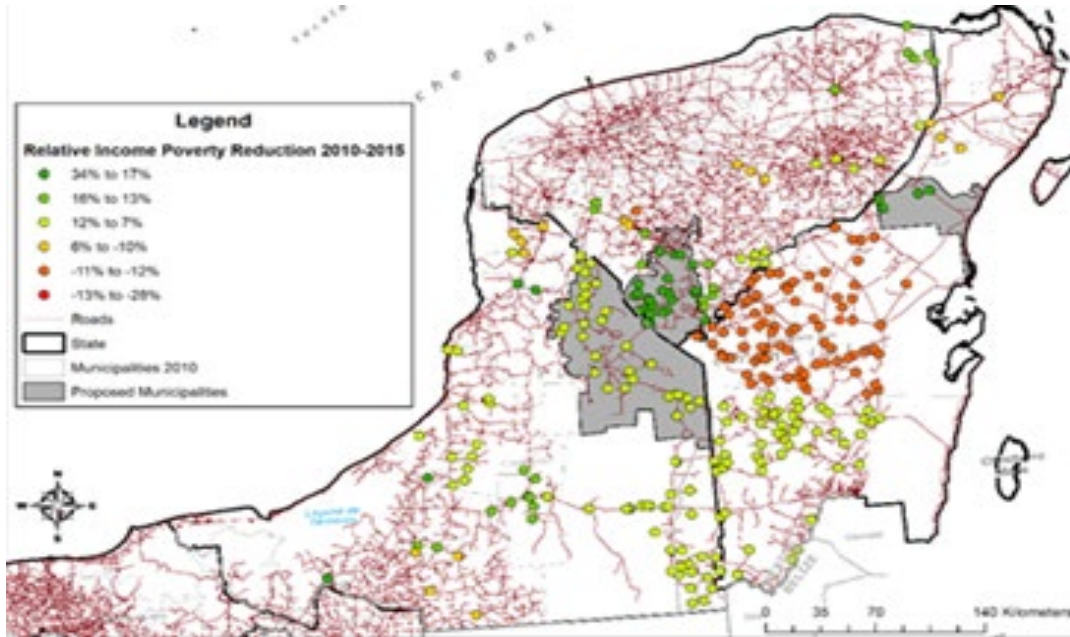 che Bank
Legend
Relative Income Poverty Reduction 2010-2015
34% to 17%
16% to 13%
12% to 7%
6% to -10%
-11% to -12%
-13% to -28%
Roads
State
Municipalities 2010
Proposed Municipalities
N
W E
S
0 35 70 140 Kilometers